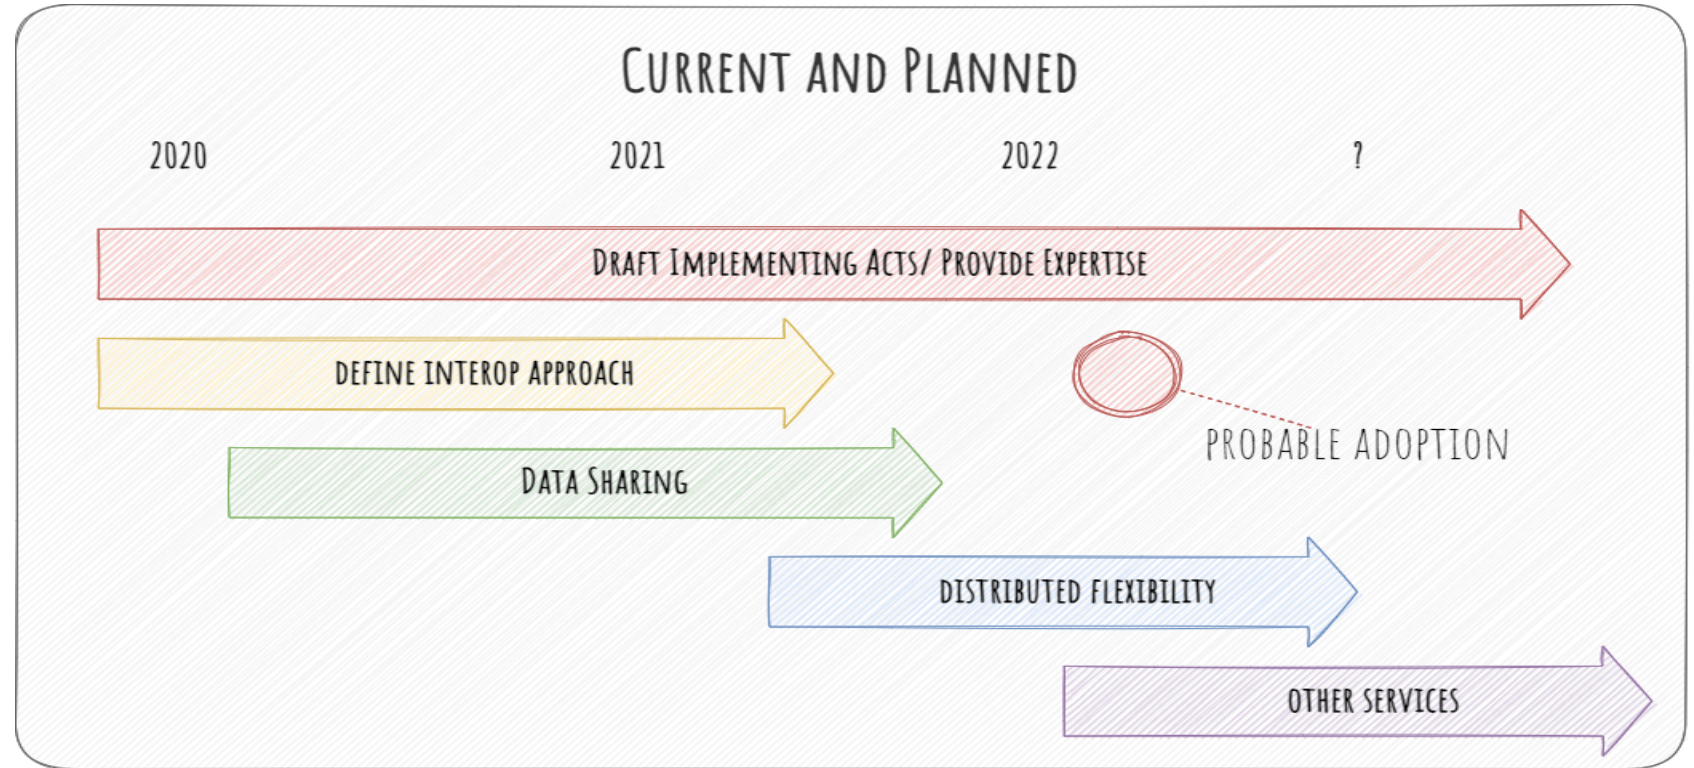 Current and Planned
2020 2021 2022 ?
Draft Implementing Acts/ Provide Expertise
define interop approach
probable adoption
Data Sharing
distributed flexibility
other services